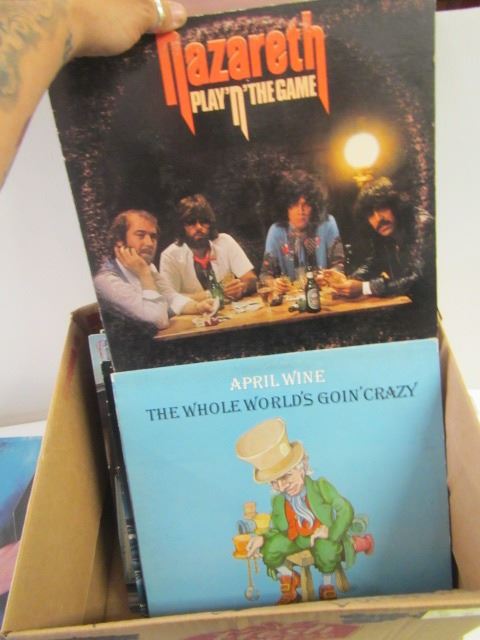 Nazareth
PLAY'N'THE GAME
APRIL WINE
THE WHOLE WORLD'S GOIN' CRAZY